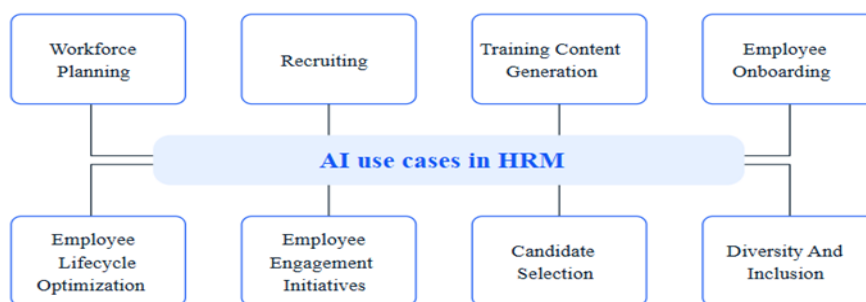 Workforce
Planning
Recruiting
Training Content
Generation
Employee
Onboarding
AI use cases in HRM
Employee
Lifecycle
Optimization
Employee
Engagement
Initiatives
Candidate
Selection
Diversity And
Inclusion